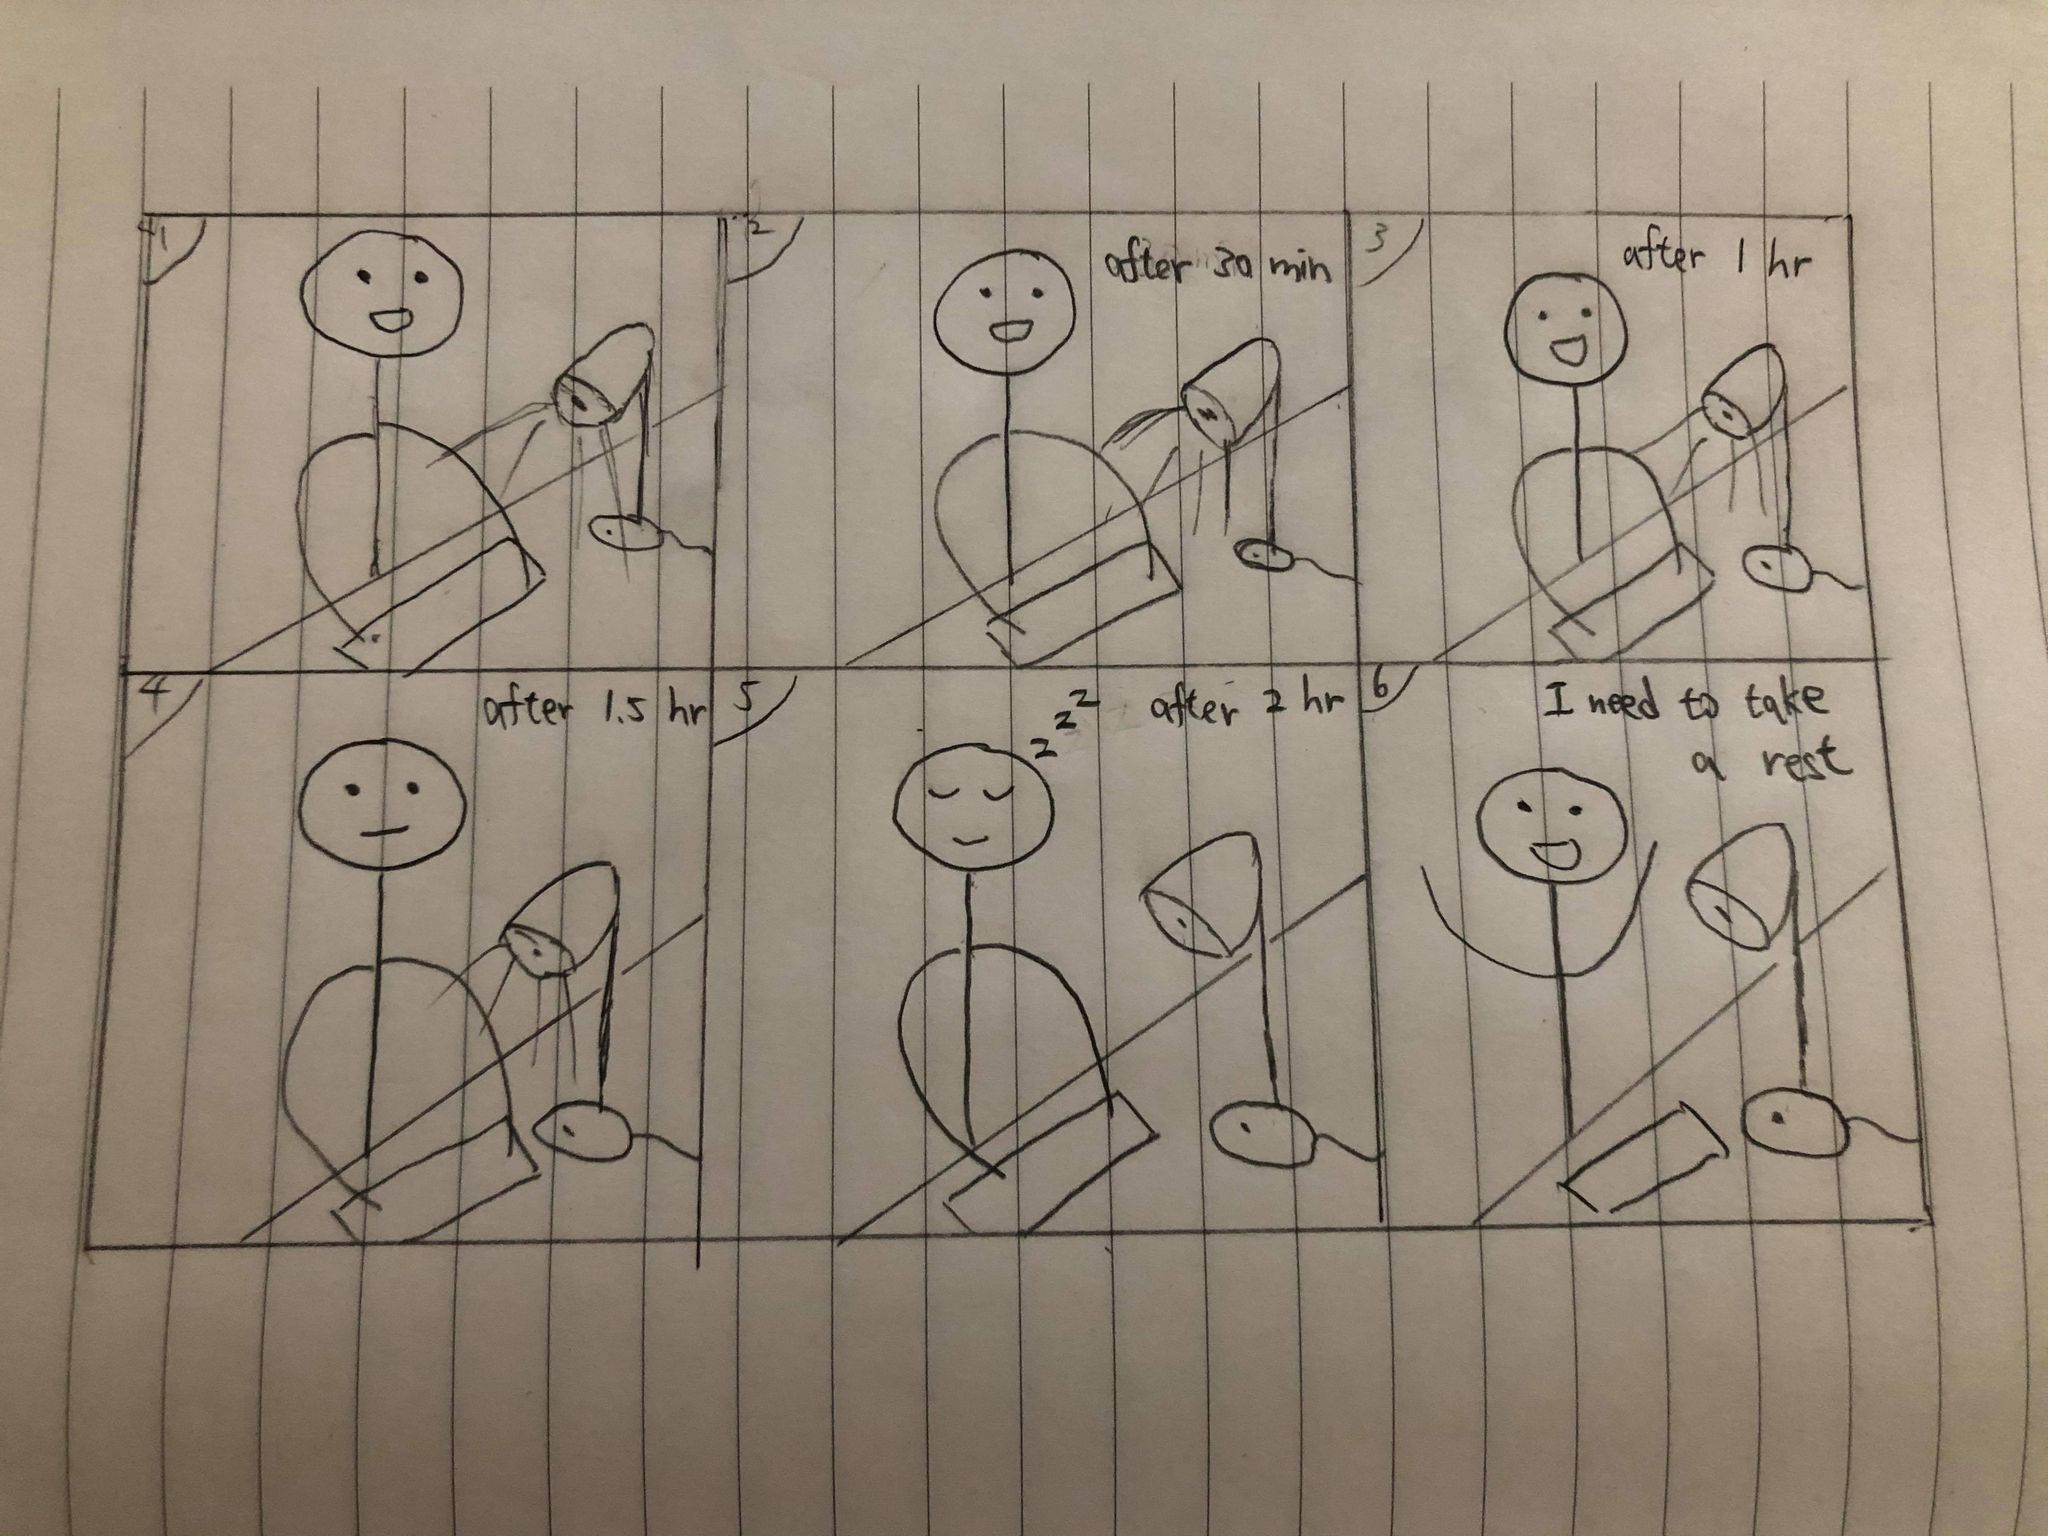 1
2
after 30 min
3
after 1 hr
4
after 1.5 hr
5
z z z
after 2 hr
6
I need to take
a rest